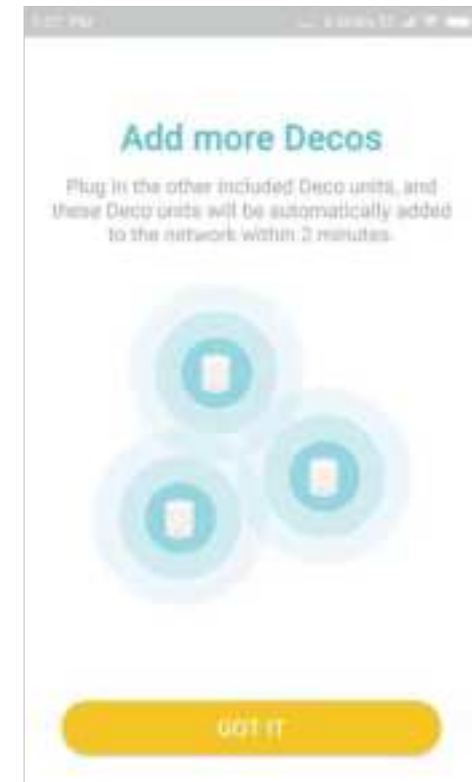 Add more Decos
Plug in the other included Deco units, and
these Deco units will be automatically added
to the network within 2 minutes.
GOT IT